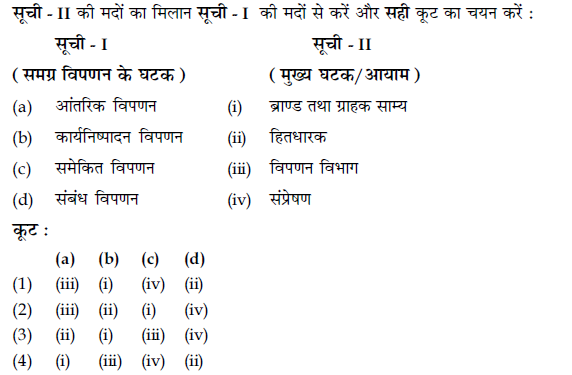 सूची - II की मदों का मिलान सूची - I की मदों से करें और सही कूट का चयन करें :
सूची - I सूची - II
( समग्र विपणन के घटक ) ( मुख्य घटक/आयाम )
(a) आंतरिक विपणन (i) ब्राण्ड तथा ग्राहक साम्य
(b) कार्यनिष्पादन विपणन (ii) हितधारक
(c) समेकित विपणन (iii) विपणन विभाग
(d) संबंध विपणन (iv) संप्रेषण
कूट :
(a) (b) (c) (d)
(1) (iii) (i) (iv) (ii)
(2) (iii) (ii) (i) (iv)
(3) (ii) (i) (iii) (iv)
(4) (i) (iii) (iv) (ii)